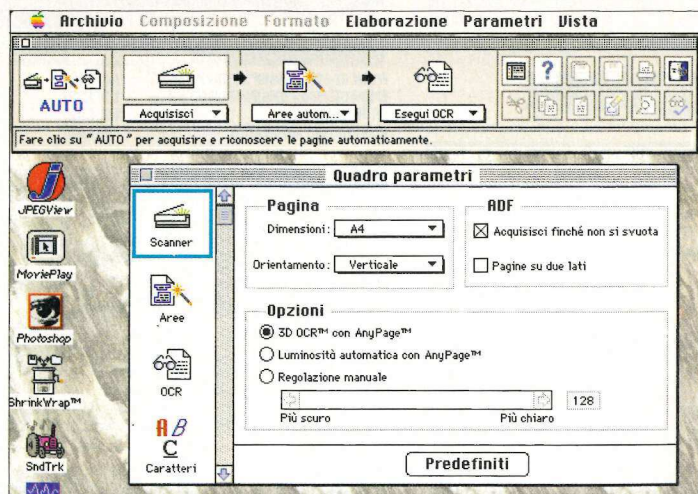 Archivio Composizione Formato Elaborazione Parametri Vista
AUTO
Acquisisci
Aree autom...
Esegui OCR
?
Fare clic su "AUTO" per acquisire e riconoscere le pagine automaticamente.
JPEGView
MoviePlay
Photoshop
ShrinkWrap™
SndTrk
Quadro parametri
Scanner
Aree
OCR
A B
C
Caratteri
Pagina
Dimensioni: A4
Orientamento: Verticale
ADF
Acquisisci finché non si svuota
Pagine su due lati
Opzioni
3D OCR™ con AnyPage™
Luminosità automatica con AnyPage™
Regolazione manuale
128
Più scuro Più chiaro
Predefiniti